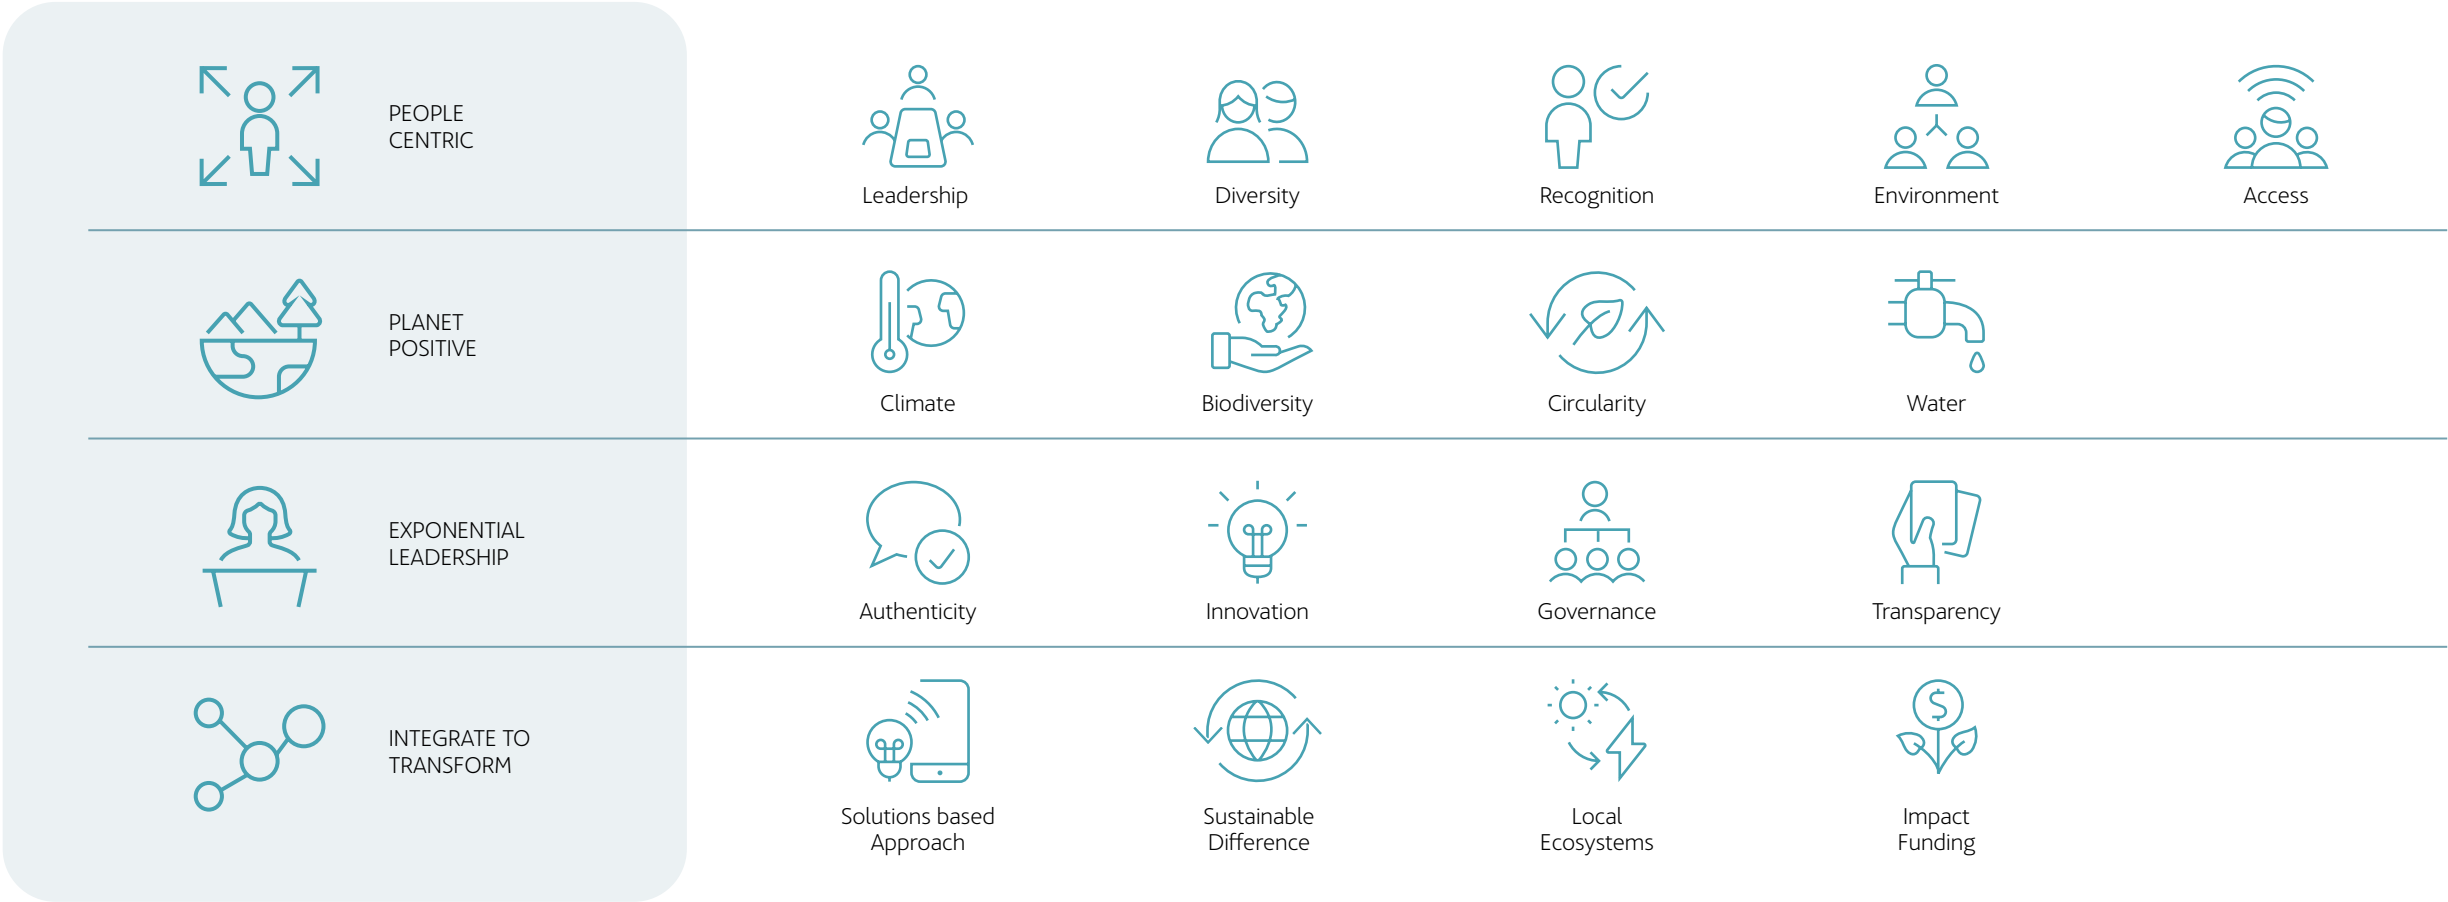 PEOPLE
CENTRIC
Leadership
Diversity
Recognition
Environment
Access
PLANET
POSITIVE
Climate
Biodiversity
Circularity
Water
EXPONENTIAL
LEADERSHIP
Authenticity
Innovation
Governance
Transparency
INTEGRATE TO
TRANSFORM
Solutions based
Approach
Sustainable
Difference
Local
Ecosystems
Impact
Funding